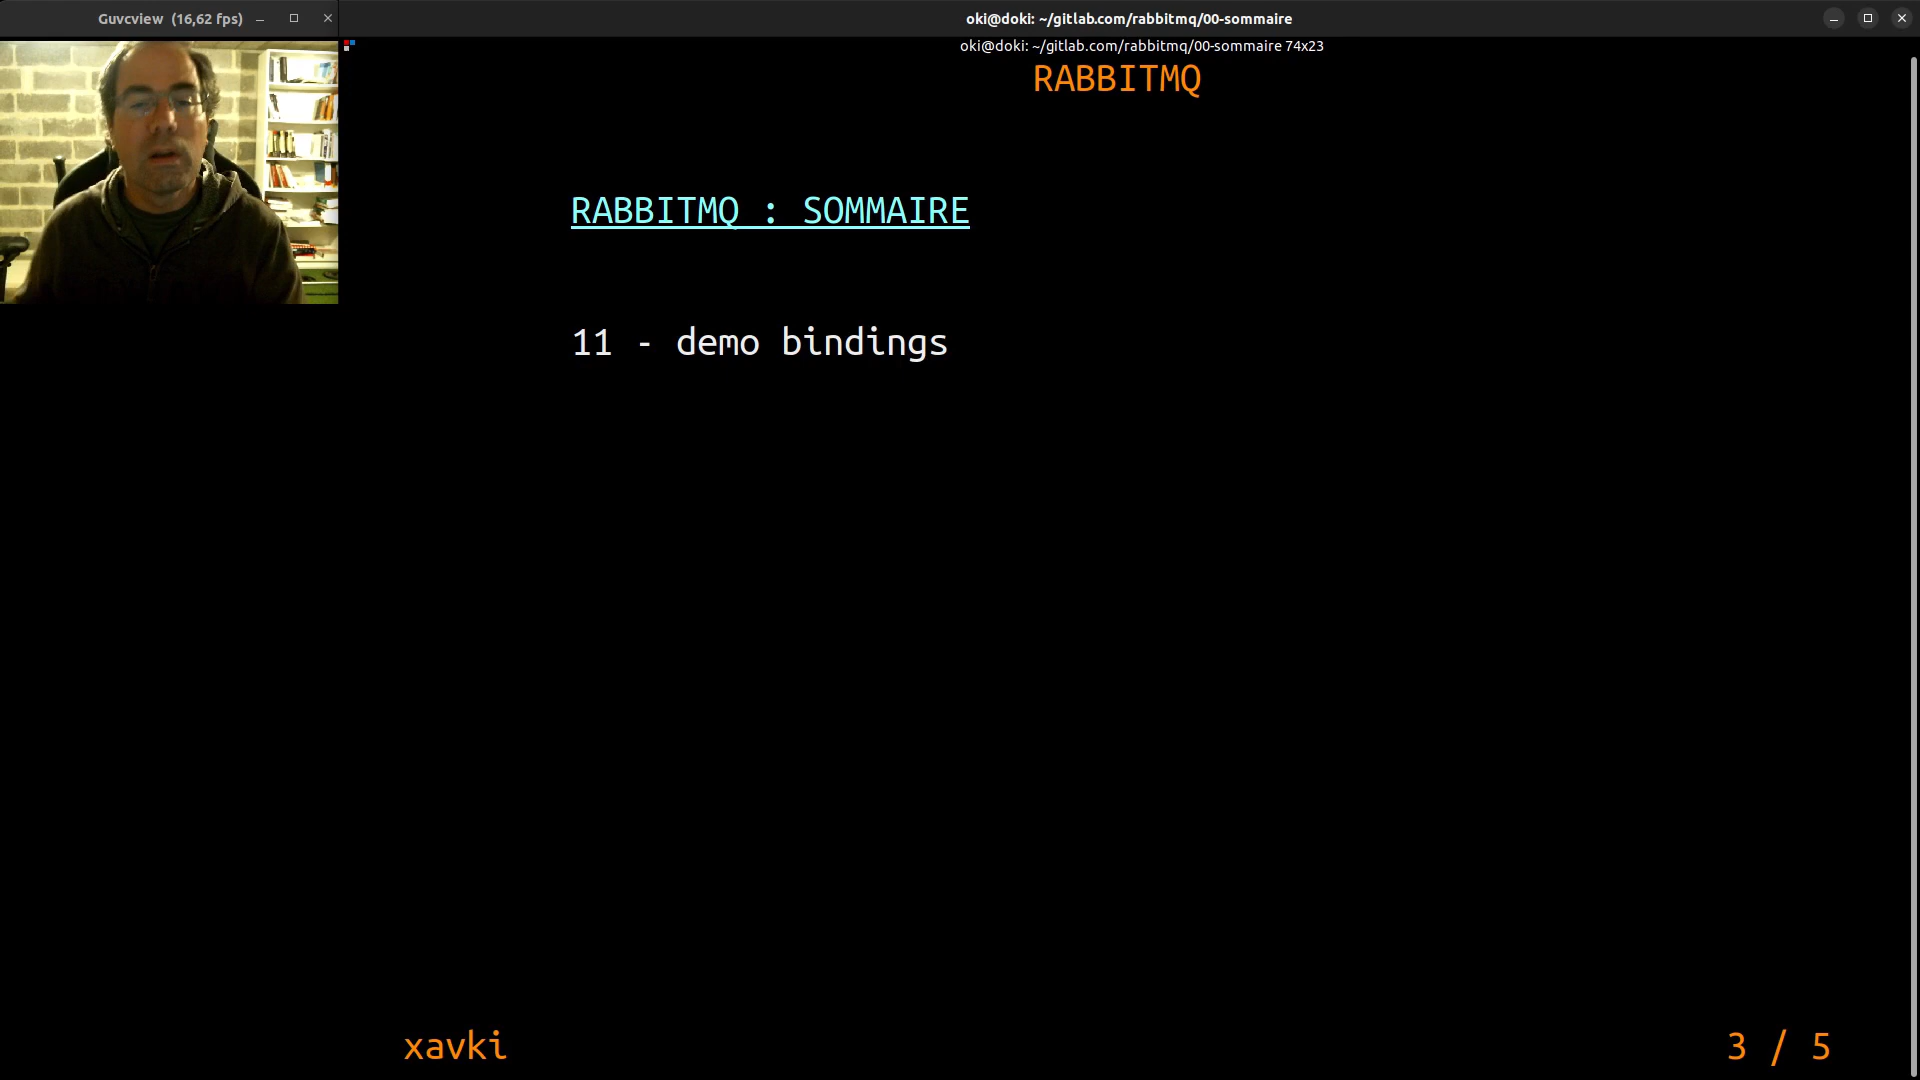 Guvcview (16,62 fps)
oki@doki: ~/gitlab.com/rabbitmq/00-sommaire
oki@doki: ~/gitlab.com/rabbitmq/00-sommaire 74x23
RABBITMQ
RABBITMQ : SOMMAIRE
11 - demo bindings
xavki
3 / 5